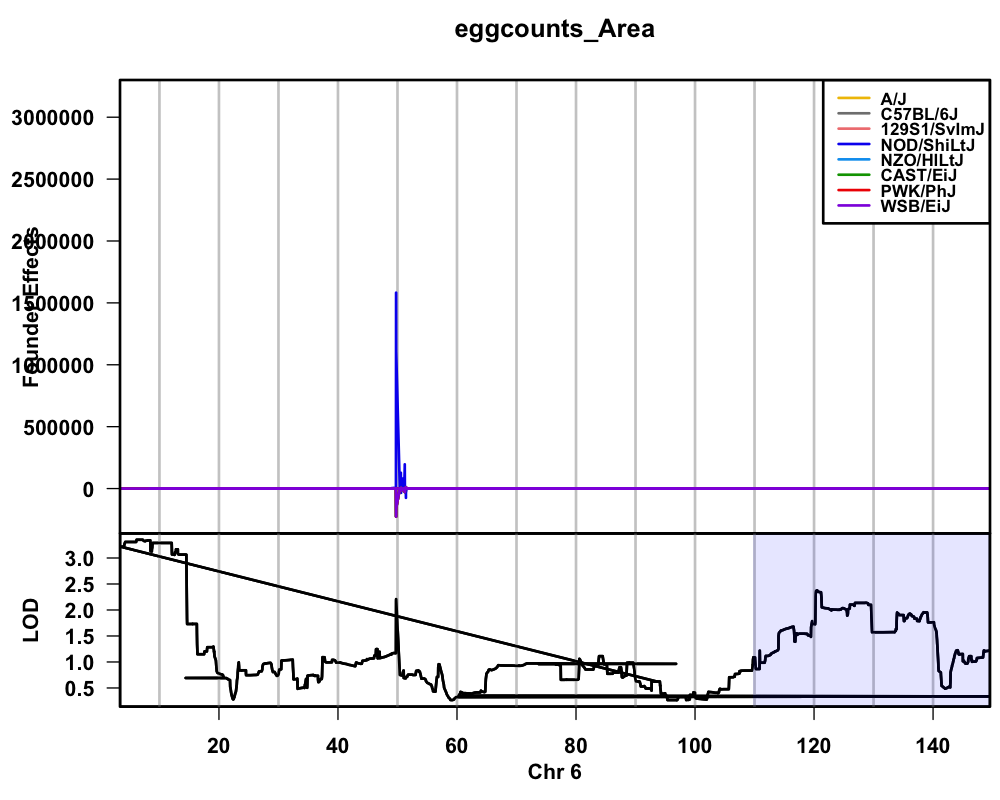 eggcounts_Area
3000000
2500000
2000000
1500000
1000000
500000
0
Founder Effects
A/J
C57BL/6J
129S1/SvImJ
NOD/ShiLtJ
NZO/HlLtJ
CAST/EiJ
PWK/PhJ
WSB/EiJ
3.0
2.5
2.0
1.5
1.0
0.5
LOD
20 40 60 80 100 120 140
Chr 6